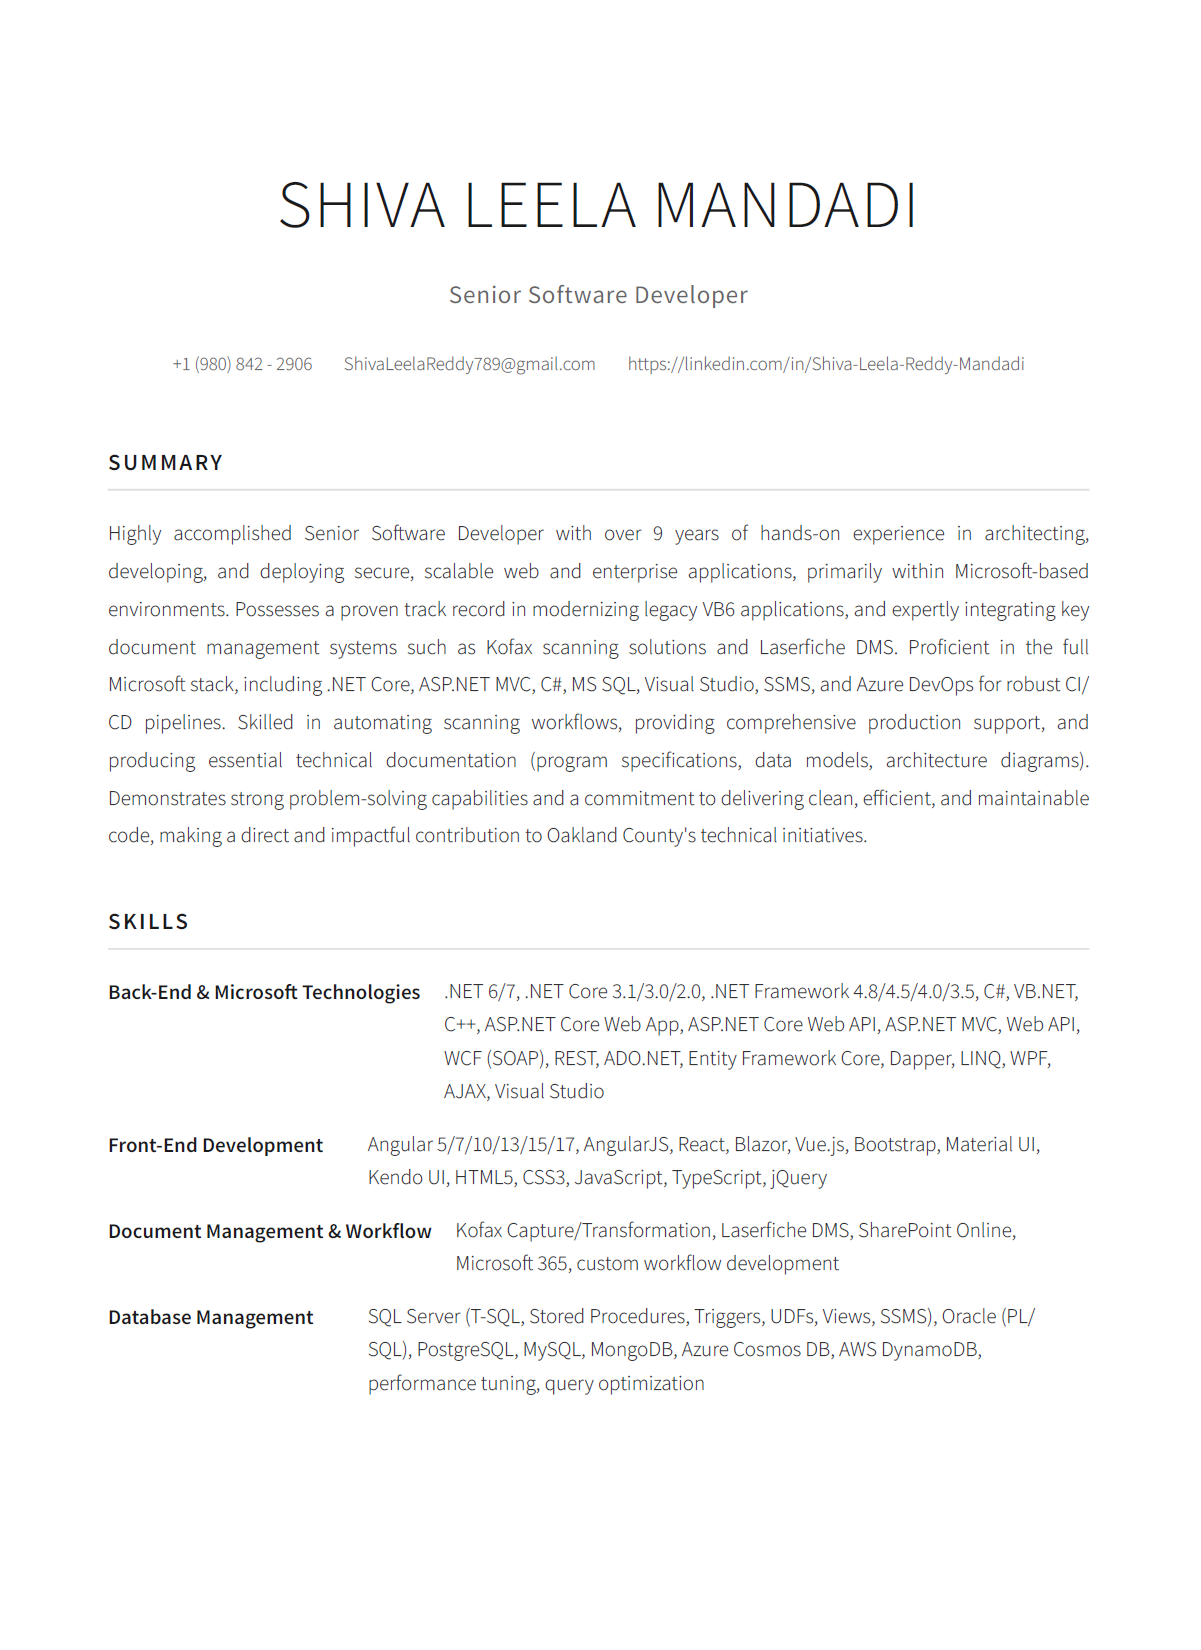 SHIVA LEELA MANDADI
Senior Software Developer
+1 (980) 842 - 2906 ShivaLeelaReddy789@gmail.com https://linkedin.com/in/Shiva-Leela-Reddy-Mandadi
SUMMARY
Highly accomplished Senior Software Developer with over 9 years of hands-on experience in architecting,
developing, and deploying secure, scalable web and enterprise applications, primarily within Microsoft-based
environments. Possesses a proven track record in modernizing legacy VB6 applications, and expertly integrating key
document management systems such as Kofax scanning solutions and Laserfiche DMS. Proficient in the full
Microsoft stack, including .NET Core, ASP.NET MVC, C#, MS SQL, Visual Studio, SSMS, and Azure DevOps for robust CI/
CD pipelines. Skilled in automating scanning workflows, providing comprehensive production support, and
producing essential technical documentation (program specifications, data models, architecture diagrams).
Demonstrates strong problem-solving capabilities and a commitment to delivering clean, efficient, and maintainable
code, making a direct and impactful contribution to Oakland County's technical initiatives.
SKILLS
Back-End & Microsoft Technologies .NET 6/7, .NET Core 3.1/3.0/2.0, .NET Framework 4.8/4.5/4.0/3.5, C#, VB.NET,
C++, ASP.NET Core Web App, ASP.NET Core Web API, ASP.NET MVC, Web API,
WCF (SOAP), REST, ADO.NET, Entity Framework Core, Dapper, LINQ, WPF,
AJAX, Visual Studio
Front-End Development Angular 5/7/10/13/15/17, AngularJS, React, Blazor, Vue.js, Bootstrap, Material UI,
Kendo UI, HTML5, CSS3, JavaScript, TypeScript, jQuery
Document Management & Workflow Kofax Capture/Transformation, Laserfiche DMS, SharePoint Online,
Microsoft 365, custom workflow development
Database Management SQL Server (T-SQL, Stored Procedures, Triggers, UDFs, Views, SSMS), Oracle (PL/
SQL), PostgreSQL, MySQL, MongoDB, Azure Cosmos DB, AWS DynamoDB,
performance tuning, query optimization